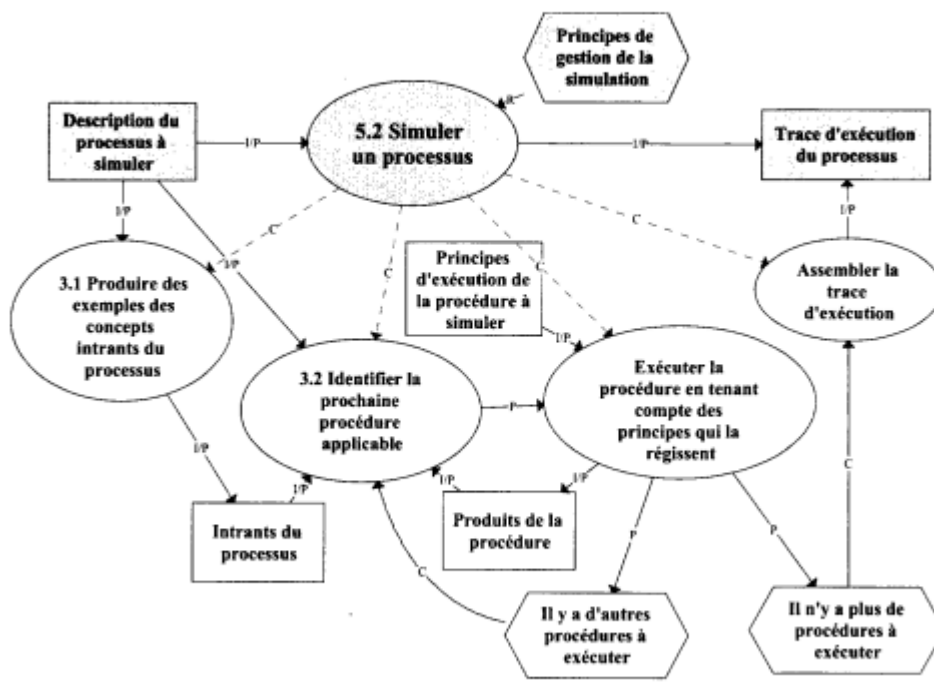 Principes de
gestion de la
simulation
R
Description du
processus à
simuler
I/P
5.2 Simuler
un processus
I/P
Trace d'exécution
du processus
I/P
C
I/P
C
C
C
I/P
3.1 Produire des
exemples des
concepts
intrants du
processus
Principes
d'exécution de
la procédure à
simuler
I/P
Assembler la
trace
d'exécution
3.2 Identifier la
prochaine
procédure
applicable
P
Exécuter la
procédure en tenant
compte des
principes qui la
régissent
I/P
I/P
I/P
I/P
C
Intrants du
processus
Produits de la
procédure
P
P
C
Il y a d'autres
procédures à
exécuter
Il n'y a plus de
procédures à
exécuter